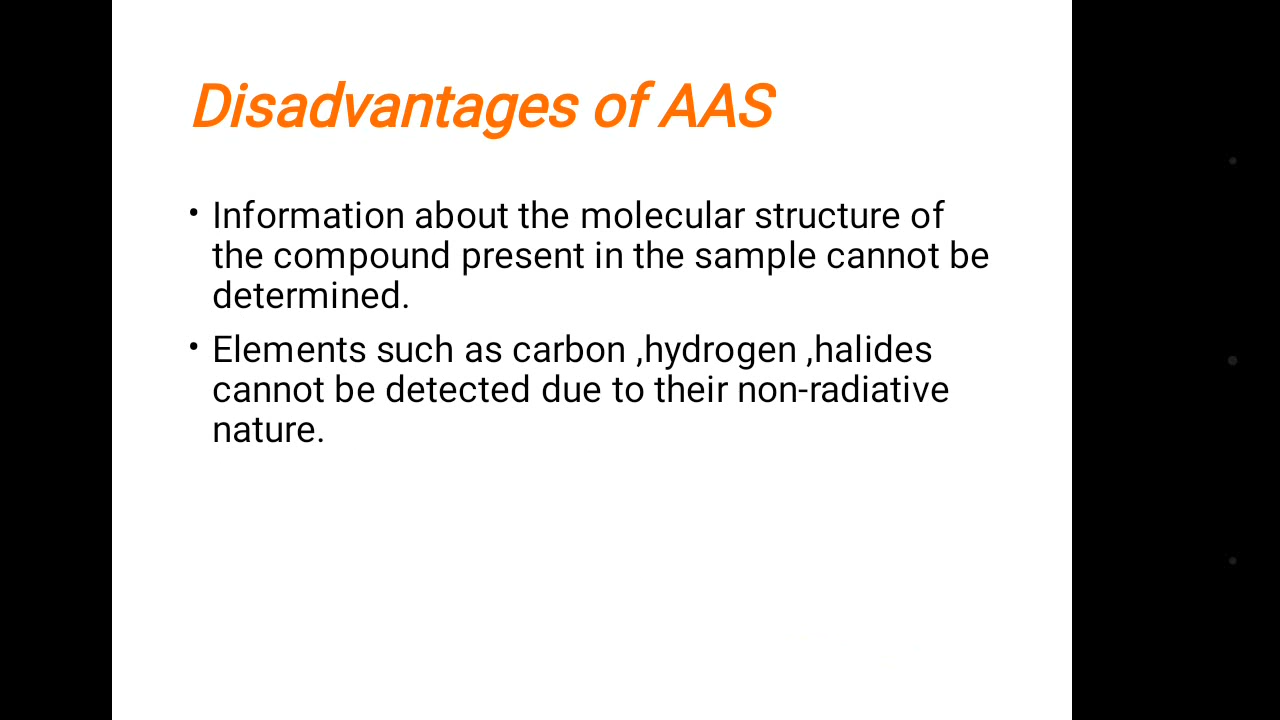 Disadvantages of AAS
• Information about the molecular structure of
the compound present in the sample cannot be
determined.
• Elements such as carbon ,hydrogen ,halides
cannot be detected due to their non-radiative
nature.